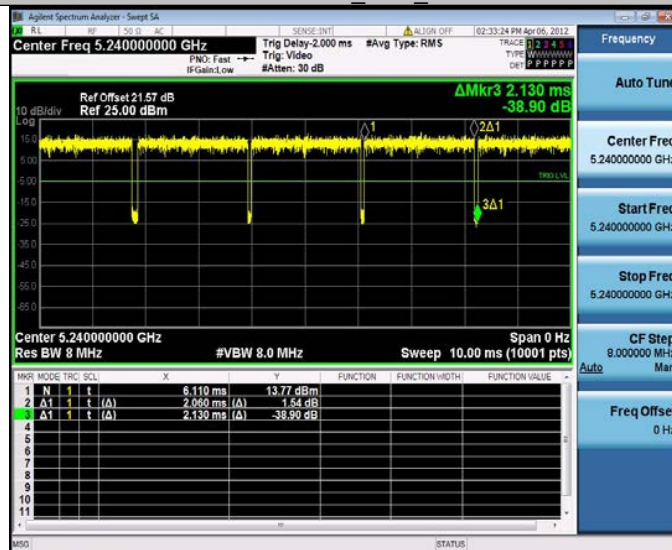 Agilent Spectrum Analyzer - Swept SA
RL RF 50 Ω AC SENSE:INT ALIGN OFF 02:33:24 PM Apr 06, 2012
Center Freq 5.240000000 GHz
PNO: Fast
IFGain:Low
Trig Delay-2.000 ms
Trig: Video
#Atten: 30 dB
#Avg Type: RMS
TRACE 1 2 3 4 5 6
TYPE WWWWWW
DET P P P P P P
Ref Offset 21.57 dB
10 dB/div Ref 25.00 dBm
Log
ΔMkr3 2.130 ms
-38.90 dB
15.0
5.00
-5.00
-15.0
-25.0
-35.0
-45.0
-55.0
-65.0
1
2Δ1
TRIG LVL
3Δ1
Center 5.240000000 GHz Span 0 Hz
Res BW 8 MHz #VBW 8.0 MHz Sweep 10.00 ms (10001 pts)
MKR MODE TRC SCL X Y FUNCTION FUNCTION WIDTH FUNCTION VALUE
1 N 1 t 6.110 ms 13.77 dBm
2 Δ1 1 t (Δ) 2.060 ms (Δ) 1.54 dB
3 Δ1 1 t (Δ) 2.130 ms (Δ) -38.90 dB
4
5
6
7
8
9
10
11
MSG STATUS
Frequency
Auto Tune
Center Freq
5.240000000 GHz
Start Freq
5.240000000 GHz
Stop Freq
5.240000000 GHz
CF Step
8.000000 MHz
Auto Man
Freq Offset
0 Hz